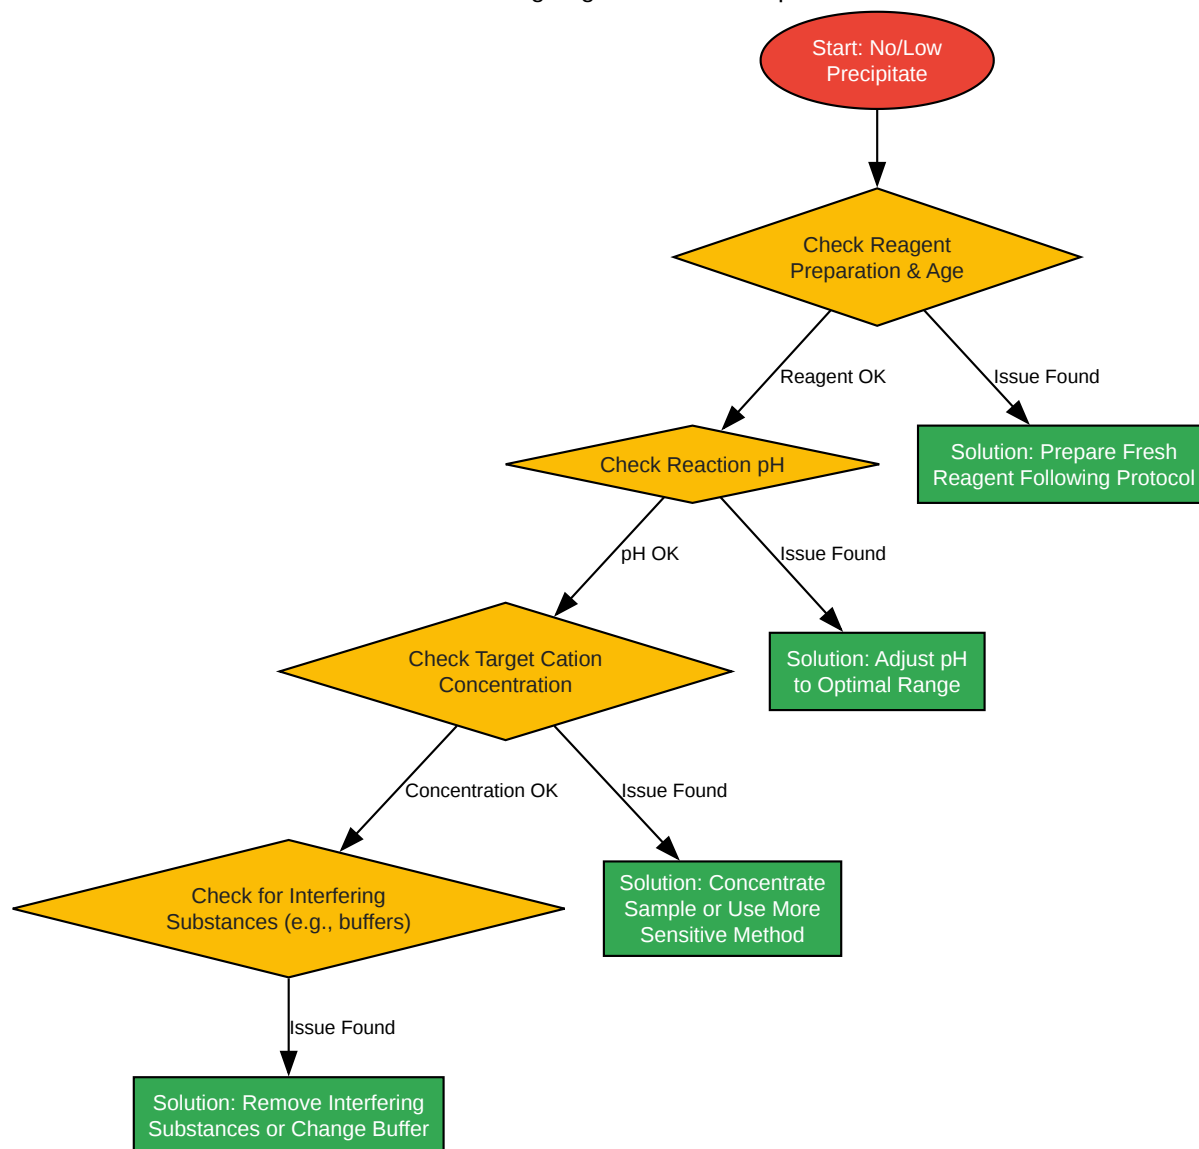 Start: No/Low
Precipitate
Check Reagent
Preparation & Age
Reagent OK
Issue Found
Check Reaction pH
Solution: Prepare Fresh
Reagent Following Protocol
pH OK
Issue Found
Check Target Cation
Concentration
Solution: Adjust pH
to Optimal Range
Concentration OK
Issue Found
Check for Interfering
Substances (e.g., buffers)
Solution: Concentrate
Sample or Use More
Sensitive Method
Issue Found
Solution: Remove Interfering
Substances or Change Buffer